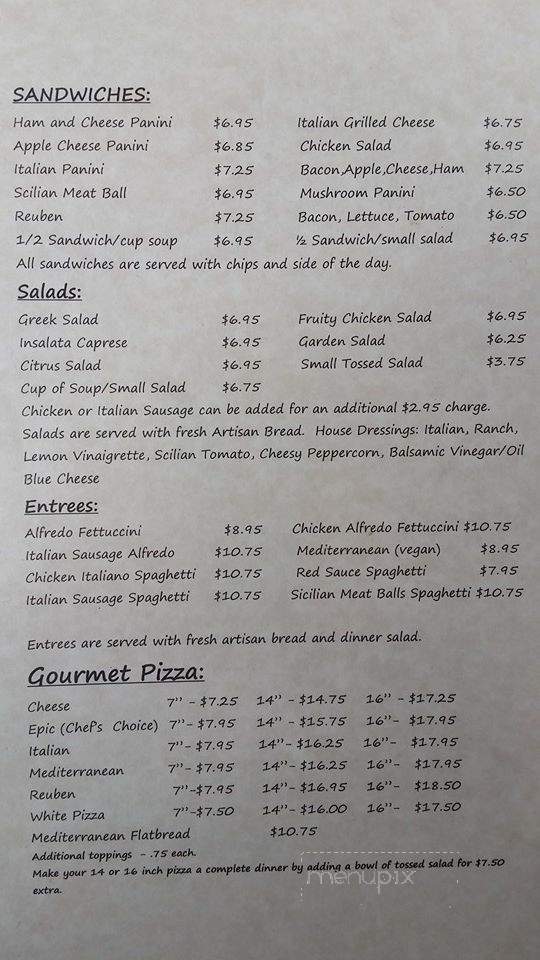 SANDWICHES:
Ham and Cheese Panini $6.95 Italian Grilled Cheese $6.75
Apple Cheese Panini $6.85 Chicken Salad $6.95
Italian Panini $7.25 Bacon,Apple,Cheese,Ham $7.25
Scilian Meat Ball $6.95 Mushroom Panini $6.50
Reuben $7.25 Bacon, Lettuce, Tomato $6.50
1/2 Sandwich/cup soup $6.95 ½ Sandwich/small salad $6.95
All sandwiches are served with chips and side of the day.
Salads:
Greek Salad $6.95 Fruity Chicken Salad $6.95
Insalata Caprese $6.95 Garden Salad $6.25
Citrus Salad $6.95 Small Tossed Salad $3.75
Cup of Soup/Small Salad $6.75
Chicken or Italian Sausage can be added for an additional $2.95 charge.
Salads are served with fresh Artisan Bread. House Dressings: Italian, Ranch,
Lemon Vinaigrette, Scilian Tomato, Cheesy Peppercorn, Balsamic Vinegar/Oil
Blue Cheese
Entrees:
Alfredo Fettuccini $8.95 Chicken Alfredo Fettuccini $10.75
Italian Sausage Alfredo $10.75 Mediterranean (vegan) $8.95
Chicken Italiano Spaghetti $10.75 Red Sauce Spaghetti $7.95
Italian Sausage Spaghetti $10.75 Sicilian Meat Balls Spaghetti $10.75
Entrees are served with fresh artisan bread and dinner salad.
Gourmet Pizza:
Cheese 7" - $7.25 14" - $14.75 16" - $17.25
Epic (Chef's Choice) 7" - $7.95 14" - $15.75 16" - $17.95
Italian 7" - $7.95 14" - $16.25 16" - $17.95
Mediterranean 7" - $7.95 14" - $16.25 16" - $17.95
Reuben 7" -$7.95 14" - $16.95 16" - $18.50
White Pizza 7" -$7.50 14" - $16.00 16" - $17.50
Mediterranean Flatbread $10.75
Additional toppings - .75 each.
Make your 14 or 16 inch pizza a complete dinner by adding a bowl of tossed salad for $7.50
extra.
menupix